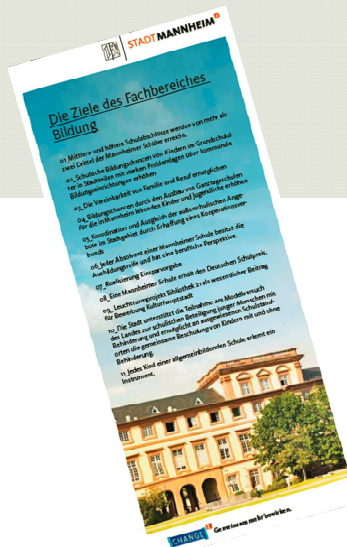 STADTMANNHEIM²
Die Ziele des Fachbereiches
Bildung
01_Mittlere und höhere Schulabschlüsse werden von mehr als
zwei Drittel der Mannheimer Schüler erreicht.
02_Schulische Bildungschancen von Kindern im Grundschulal-
ter in Stadtteilen mit starken Problemlagen über kommunale
Bildungseinrichtungen erhöhen
03_Die Vereinbarkeit von Familie und Beruf ermöglichen
04_Bildungschancen durch den Ausbau von Ganztagsschulen
für die in Mannheim lebenden Kinder und Jugendliche erhöhen
05_Koordination und Ausgleich der außerschulischen Ange-
bote im Stadtgebiet durch Schaffung eines Kooperationsver-
bunds
06_Jeder Absolvent einer Mannheimer Schule besitzt die
Ausbildungsreife und hat eine berufliche Perspektive
07_Realisierung Einsparvorgabe
08_Eine Mannheimer Schule erhält den Deutschen Schulpreis.
09_Leuchtturmprojekt Bibliothek als ein wesentlicher Beitrag
für Bewerbung Kulturhauptstadt
10_Die Stadt unterstützt die Teilnahme am Modellversuch
des Landes zur schulischen Beteiligung junger Menschen mit
Behinderung und ermöglicht an ausgewiesenen Schulstand-
orten die gemeinsame Beschulung von Kindern mit und ohne
Behinderung.
11_Jedes Kind einer allgemeinbildenden Schule erlernt ein
Instrument.
CHANGE² Gemeinsam mehr bewirken.